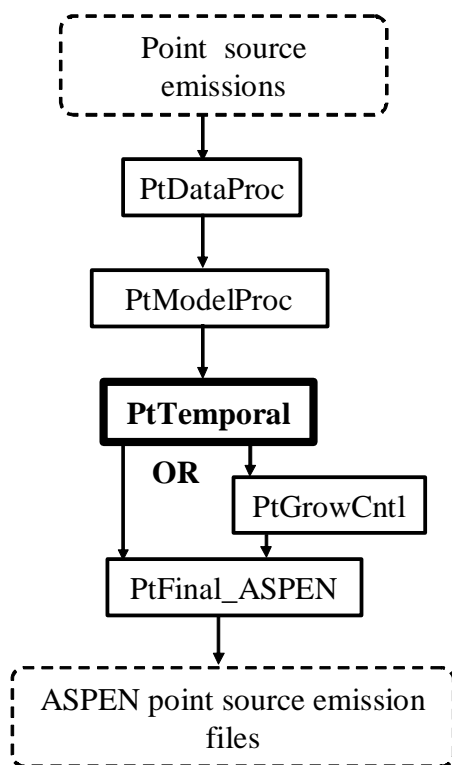 Point source
emissions
PtDataProc
PtModelProc
PtTemporal
OR
PtGrowCntl
PtFinal_ASPEN
ASPEN point source emission
files